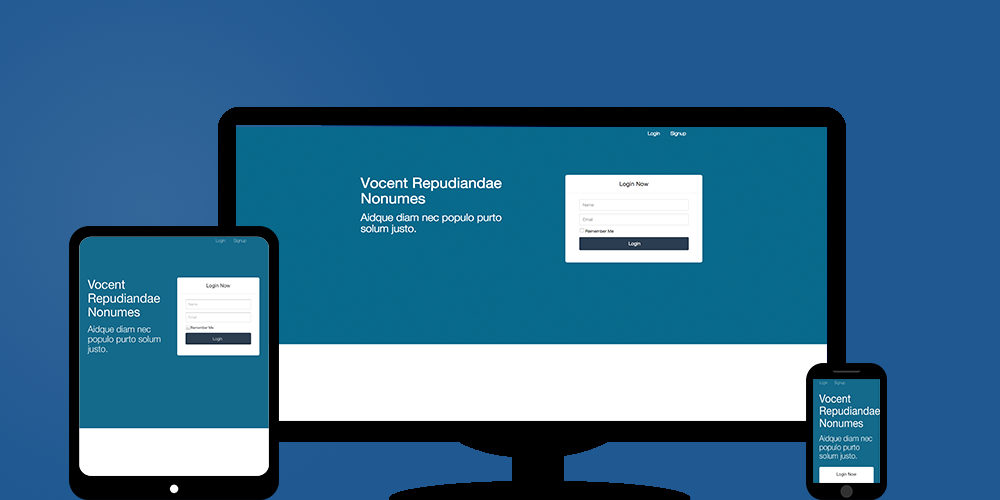 Login Signup
Vocent Repudiandae
Nonumes
Aidque diam nec populo purto
solum justo.
Login Now
Name
Email
Remember Me
Login
Login Signup
Vocent
Repudiandae
Nonumes
Aidque diam nec
populo purto solum
justo.
Login Now
Name
Email
Remember Me
Login
Login Signup
Vocent
Repudiandae
Nonumes
Aidque diam nec
populo purto
solum justo.
Login Now